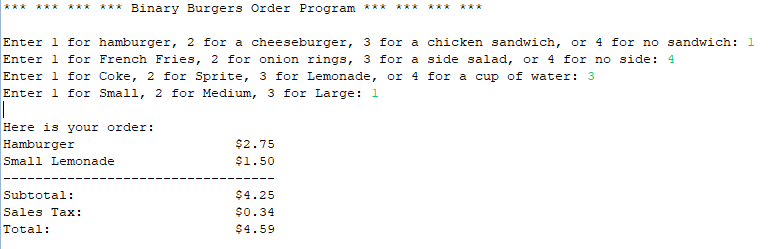 *** *** *** *** Binary Burgers Order Program *** *** *** ***
Enter 1 for hamburger, 2 for a cheeseburger, 3 for a chicken sandwich, or 4 for no sandwich: 1
Enter 1 for French Fries, 2 for onion rings, 3 for a side salad, or 4 for no side: 4
Enter 1 for Coke, 2 for Sprite, 3 for Lemonade, or 4 for a cup of water: 3
Enter 1 for Small, 2 for Medium, 3 for Large: 1
Here is your order:
Hamburger $2.75
Small Lemonade $1.50
----------------------------------
Subtotal: $4.25
Sales Tax: $0.34
Total: $4.59